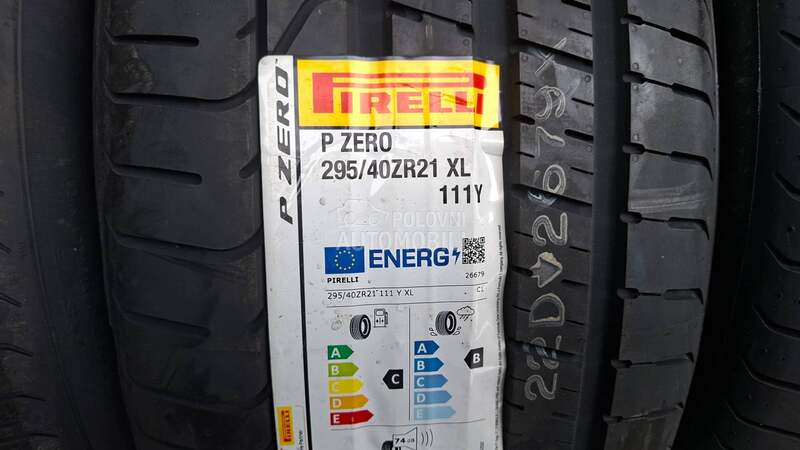 P ZERO™
PIRELLI
P ZERO
295/40ZR21 XL
111Y
POLOVNI
AUTOMOBILI
ENERG
PIRELLI
26679
295/40ZR21 111 Y XL
C1
A
B
C
D
E
C
A
B
C
D
E
B
74 dB
PIRELLI